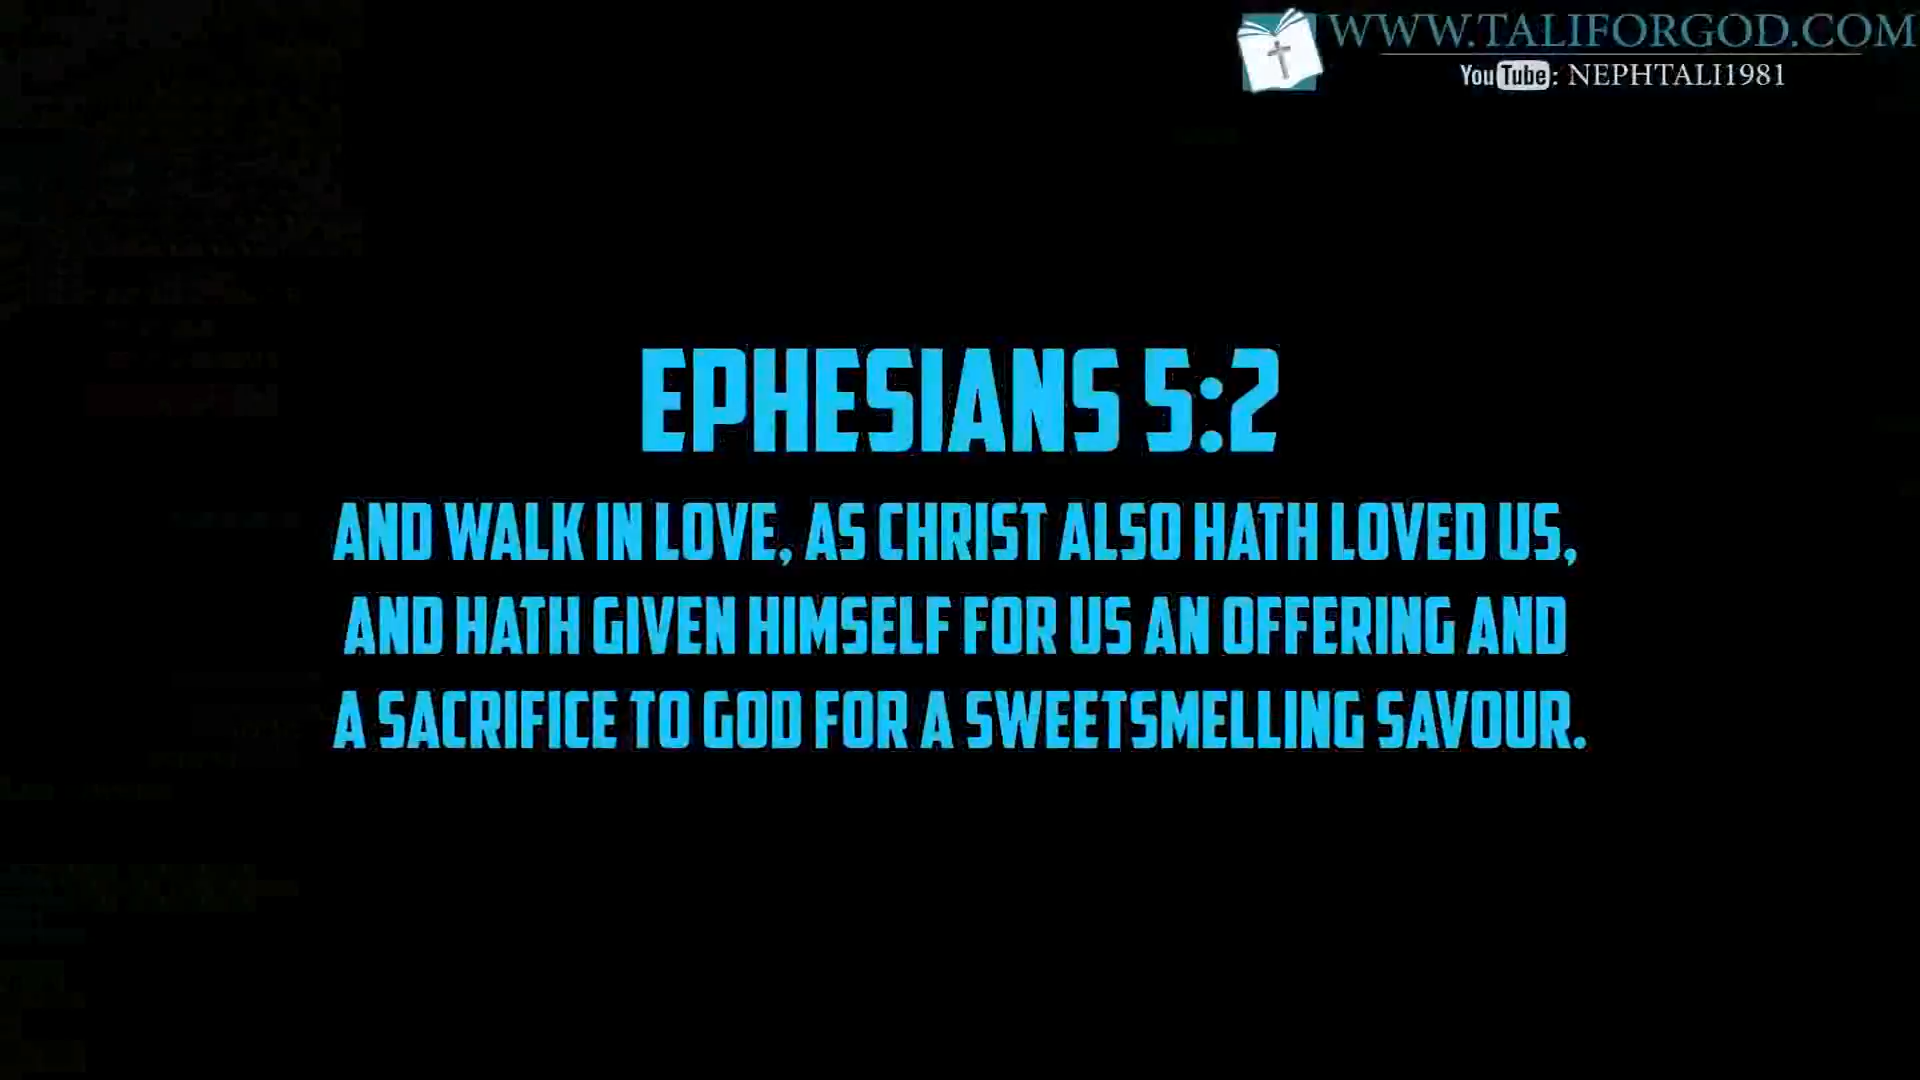 WWW.TALIFORGOD.COM
YouTube: NEPHTALI1981
EPHESIANS 5:2
AND WALK IN LOVE, AS CHRIST ALSO HATH LOVED US,
AND HATH GIVEN HIMSELF FOR US AN OFFERING AND
A SACRIFICE TO GOD FOR A SWEETSMELLING SAVOUR.